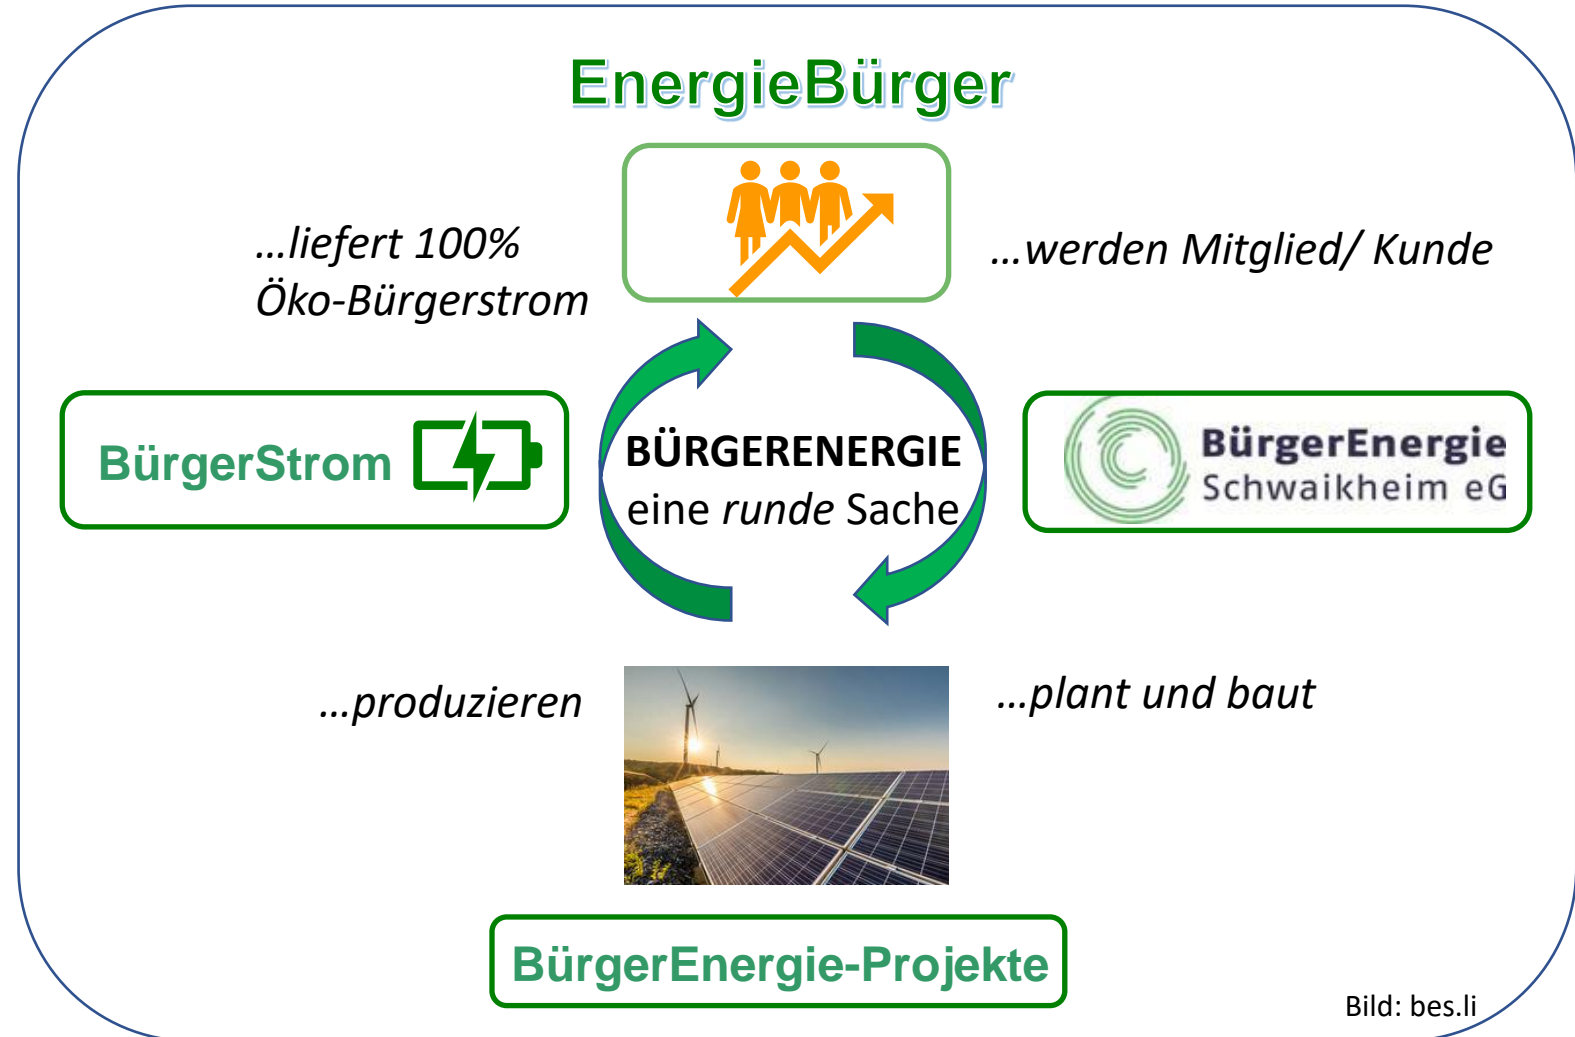 EnergieBürger
...liefert 100%
Öko-Bürgerstrom
...werden Mitglied/ Kunde
BürgerStrom
BÜRGERENERGIE
eine runde Sache
BürgerEnergie
Schwaikheim eG
...produzieren
...plant und baut
BürgerEnergie-Projekte
Bild: bes.li